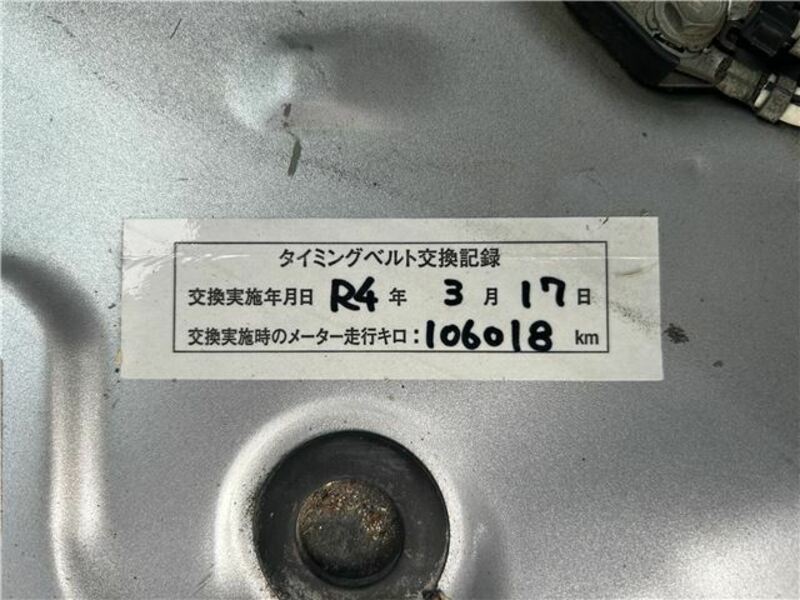 タイミングベルト交換記録
交換実施年月日 R4 年 3 月 17 日
交換実施時のメーター走行キロ:106018 km